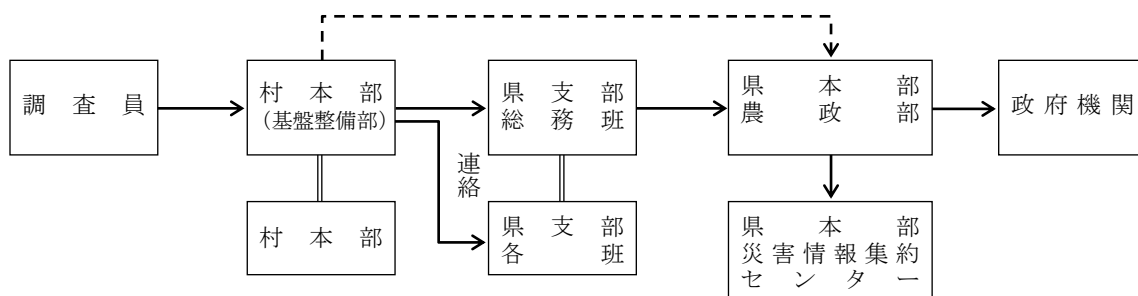 調査員
村本部
（基盤整備部）
県支部
総務班
県本部
農政部
政府機関
連絡
村本部
県支部
各班
県本部
災害情報集約
センター